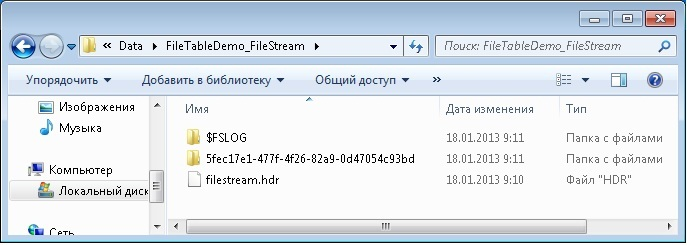 « Data ▸ FileTableDemo_FileStream ▸
Поиск: FileTableDemo_FileStream
Упорядочить Добавить в библиотеку Общий доступ »
Изображения
Музыка
Компьютер
Локальный диск
Сеть
Имя Дата изменения Тип
$FSLOG 18.01.2013 9:11 Папка с файлами
5fec17e1-477f-4f26-82a9-0d47054c93bd 18.01.2013 9:11 Папка с файлами
filestream.hdr 18.01.2013 9:10 Файл "HDR"